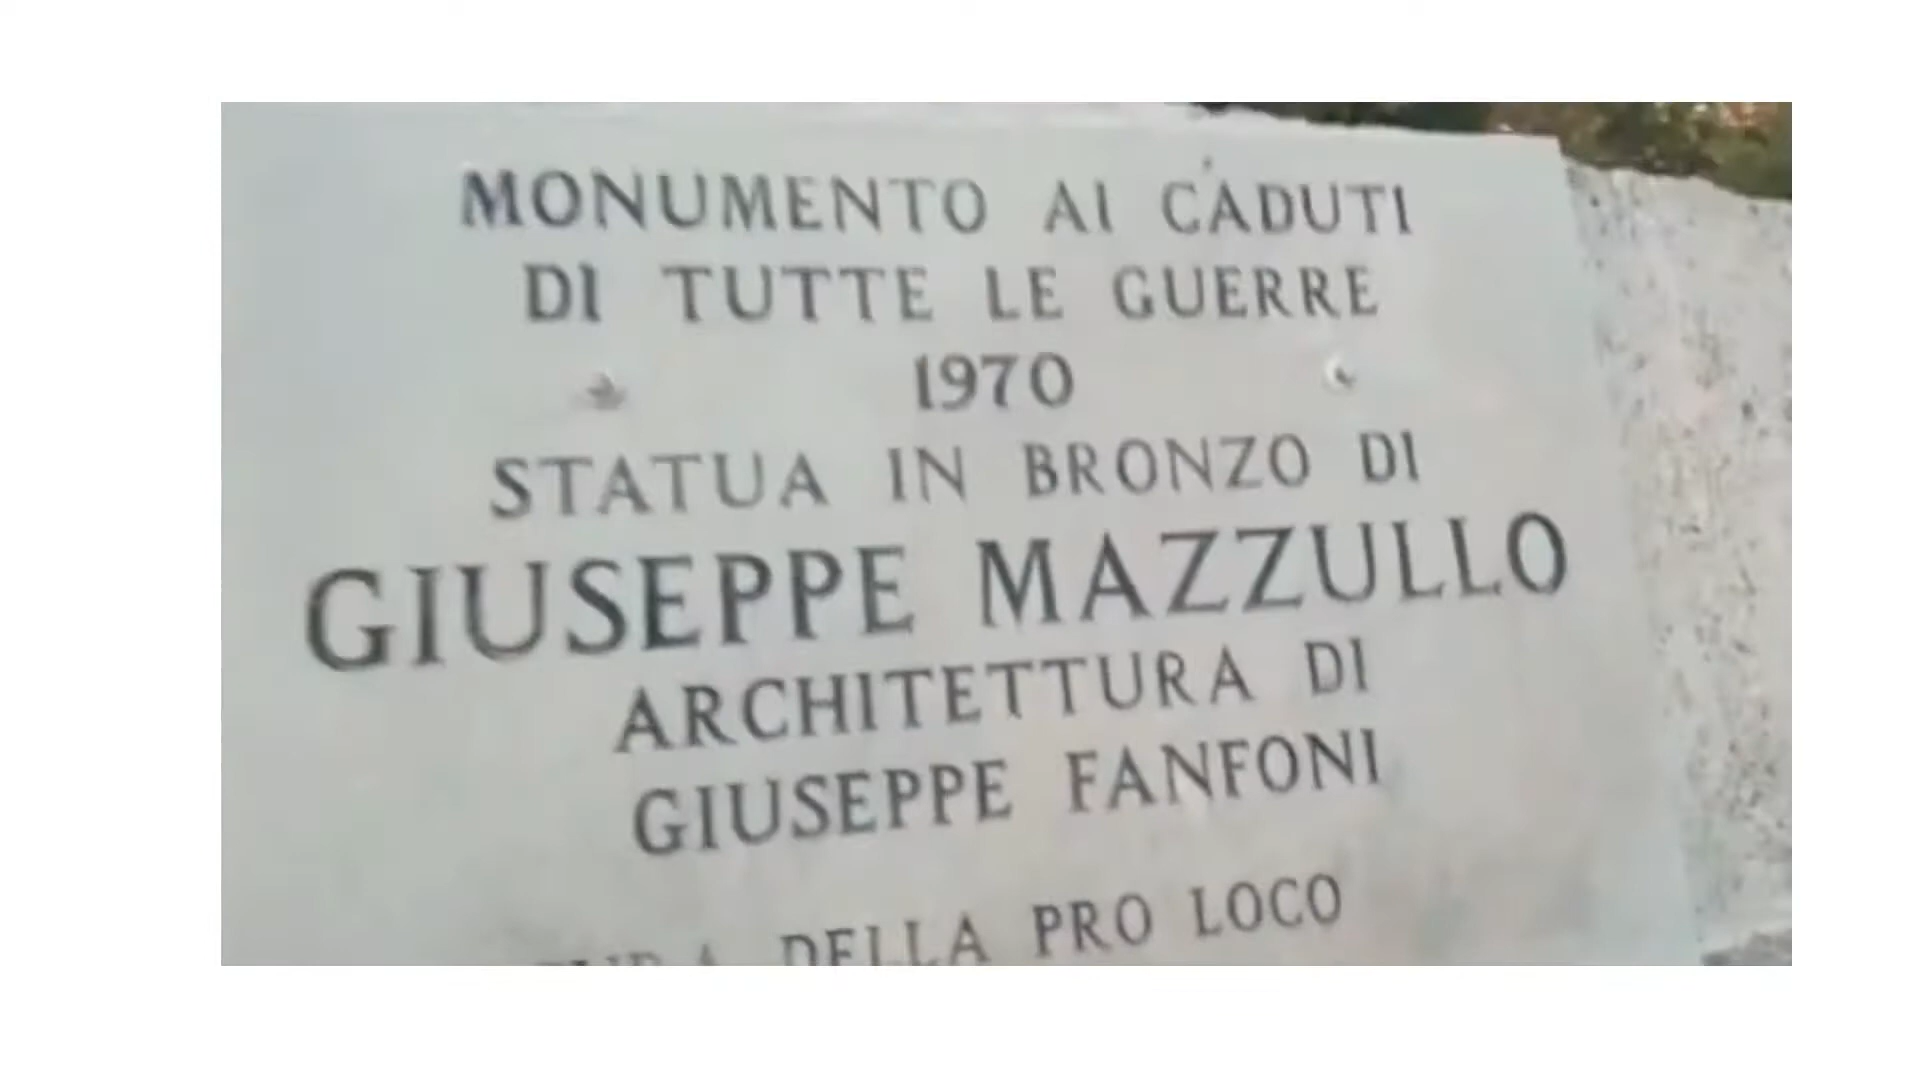 MONUMENTO AI CADUTI
DI TUTTE LE GUERRE
1970
STATUA IN BRONZO DI
GIUSEPPE MAZZULLO
ARCHITETTURA DI
GIUSEPPE FANFONI
DELLA PRO LOCO